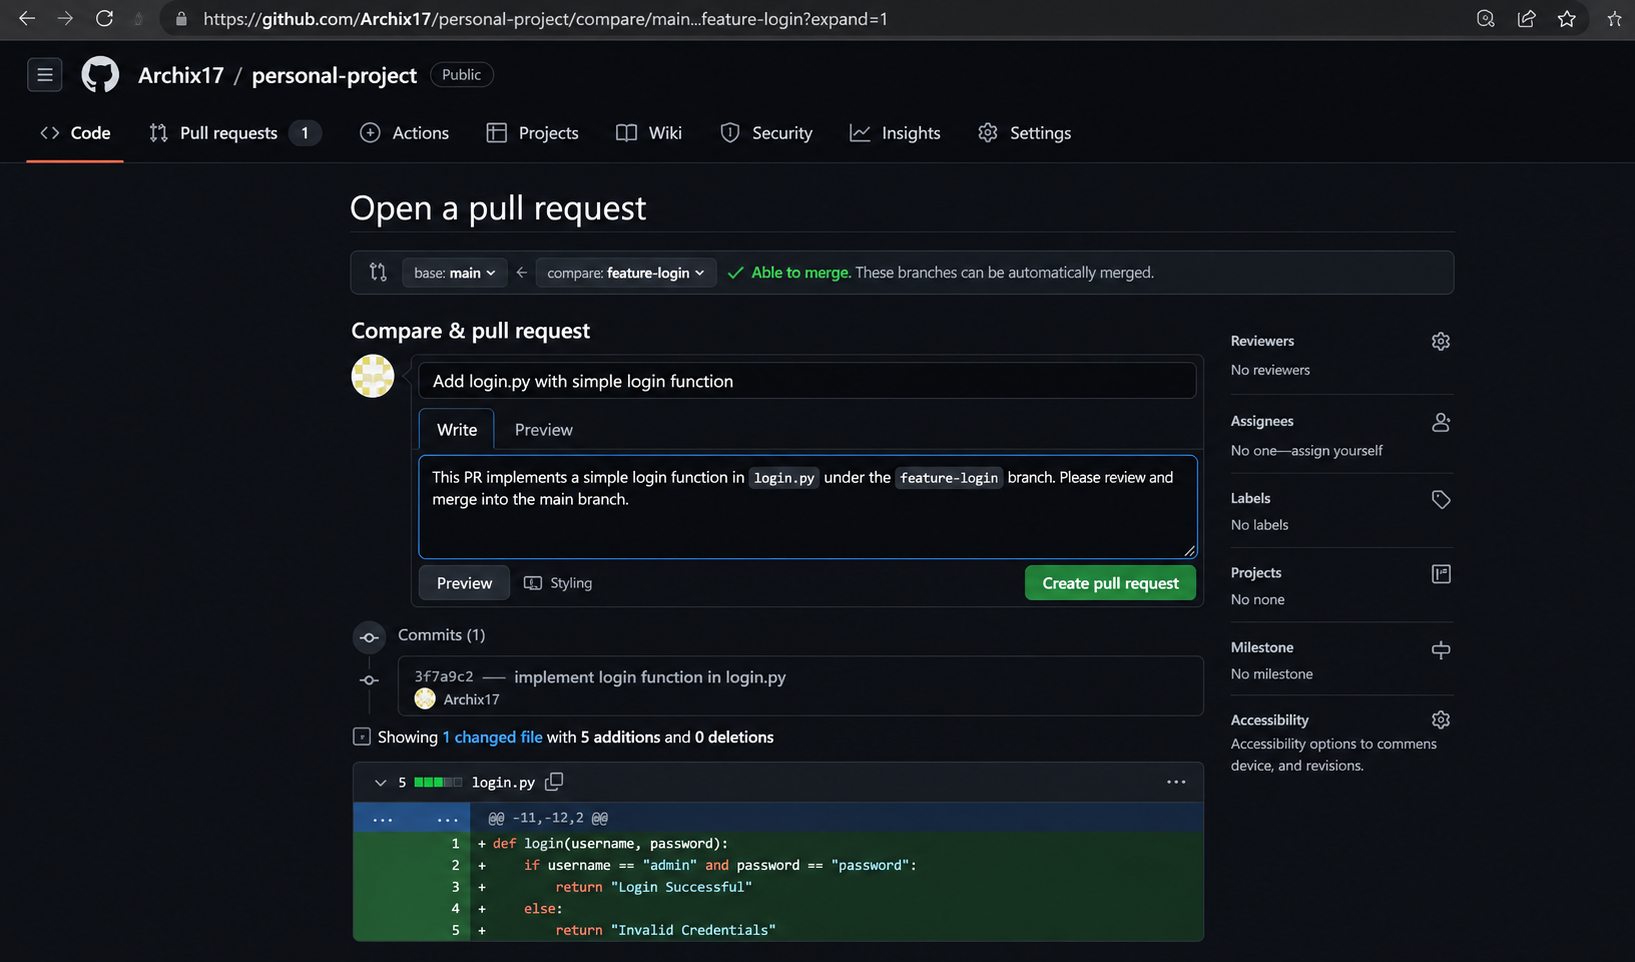 https://github.com/Archix17/personal-project/compare/main...feature-login?expand=1
Archix17 / personal-project Public
<> Code Pull requests 1 Actions Projects Wiki Security Insights Settings
Open a pull request
base: main ← compare: feature-login ✓ Able to merge. These branches can be automatically merged.
Compare & pull request
Add login.py with simple login function
Write Preview
This PR implements a simple login function in login.py under the feature-login branch. Please review and
merge into the main branch.
Preview Styling Create pull request
Commits (1)
3f7a9c2 — implement login function in login.py
Archix17
Showing 1 changed file with 5 additions and 0 deletions
5 login.py ...
... ... @@ -11,-12,2 @@
1 + def login(username, password):
2 +     if username == "admin" and password == "password":
3 +         return "Login Successful"
4 +     else:
5 +         return "Invalid Credentials"
Reviewers
No reviewers
Assignees
No one—assign yourself
Labels
No labels
Projects
No none
Milestone
No milestone
Accessibility
Accessibility options to commens
device, and revisions.